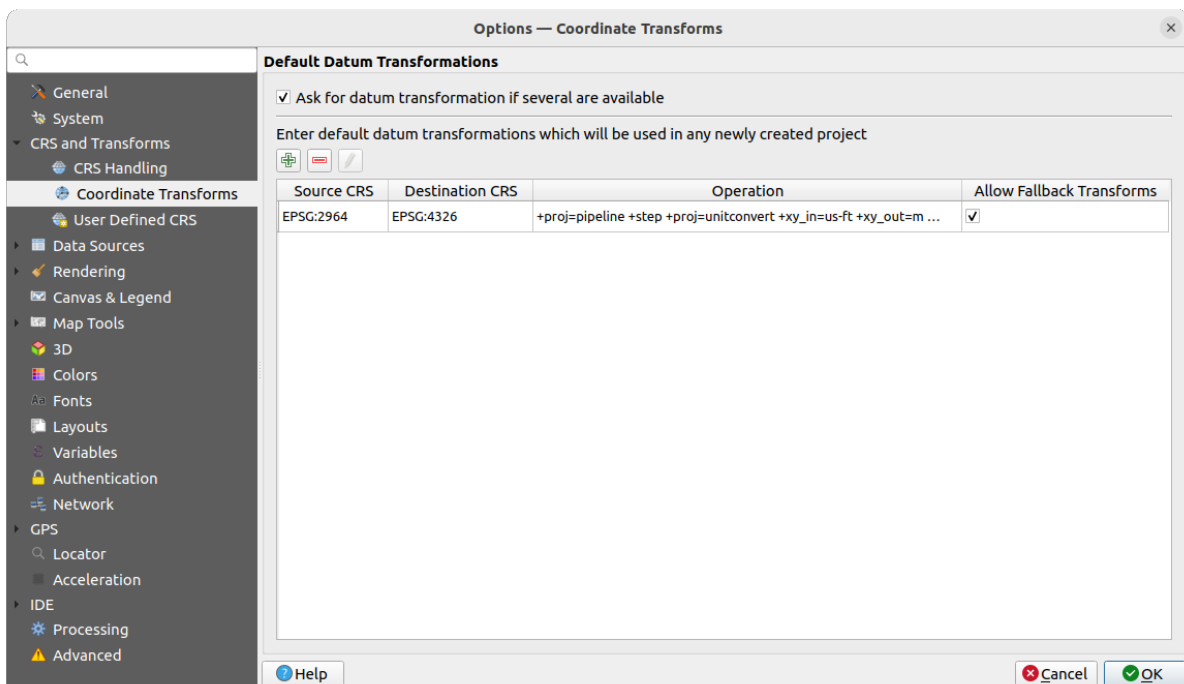 Options — Coordinate Transforms
General
System
CRS and Transforms
CRS Handling
Coordinate Transforms
User Defined CRS
Data Sources
Rendering
Canvas & Legend
Map Tools
3D
Colors
Aa Fonts
Layouts
Variables
Authentication
Network
GPS
Locator
Acceleration
IDE
Processing
Advanced
Default Datum Transformations
Ask for datum transformation if several are available
Enter default datum transformations which will be used in any newly created project
Source CRS Destination CRS Operation Allow Fallback Transforms
EPSG:2964 EPSG:4326 +proj=pipeline +step +proj=unitconvert +xy_in=us-ft +xy_out=m ...
Help Cancel OK